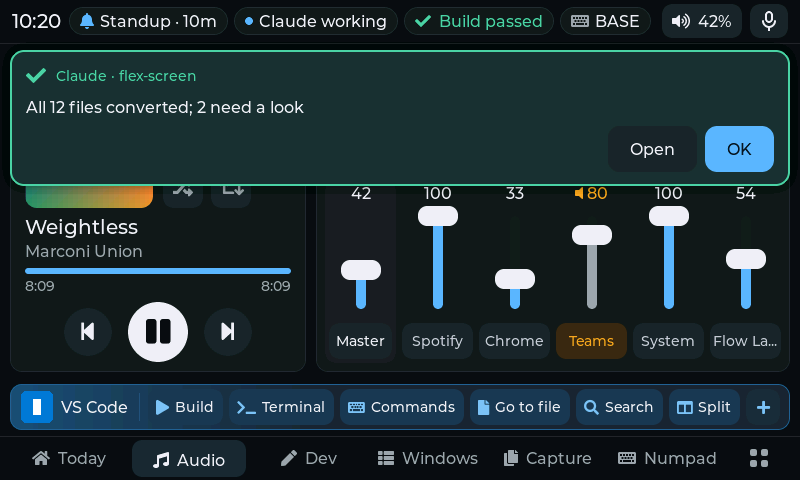 10:20 Standup · 10m Claude working Build passed BASE 42%
Claude · flex-screen
All 12 files converted; 2 need a look
Open OK
42 100 33 80 100 54
Weightless
Marconi Union
8:09 8:09
Master Spotify Chrome Teams System Flow La...
VS Code Build Terminal Commands Go to file Search Split
Today Audio Dev Windows Capture Numpad